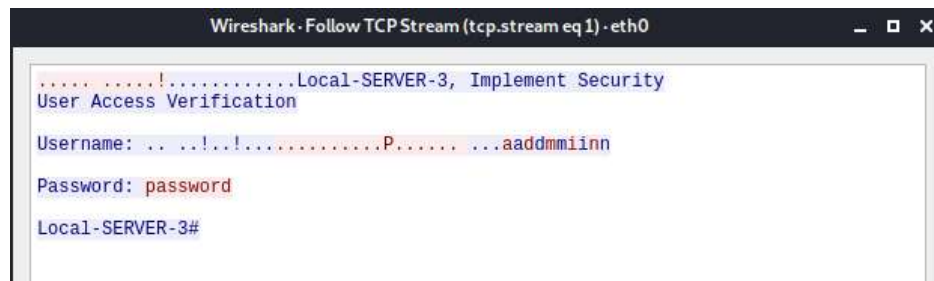 Wireshark · Follow TCP Stream (tcp.stream eq 1) · eth0
..... .....!............Local-SERVER-3, Implement Security
User Access Verification
Username: .. ..!..!..............P...... ...aaddmmiinn
Password: password
Local-SERVER-3#